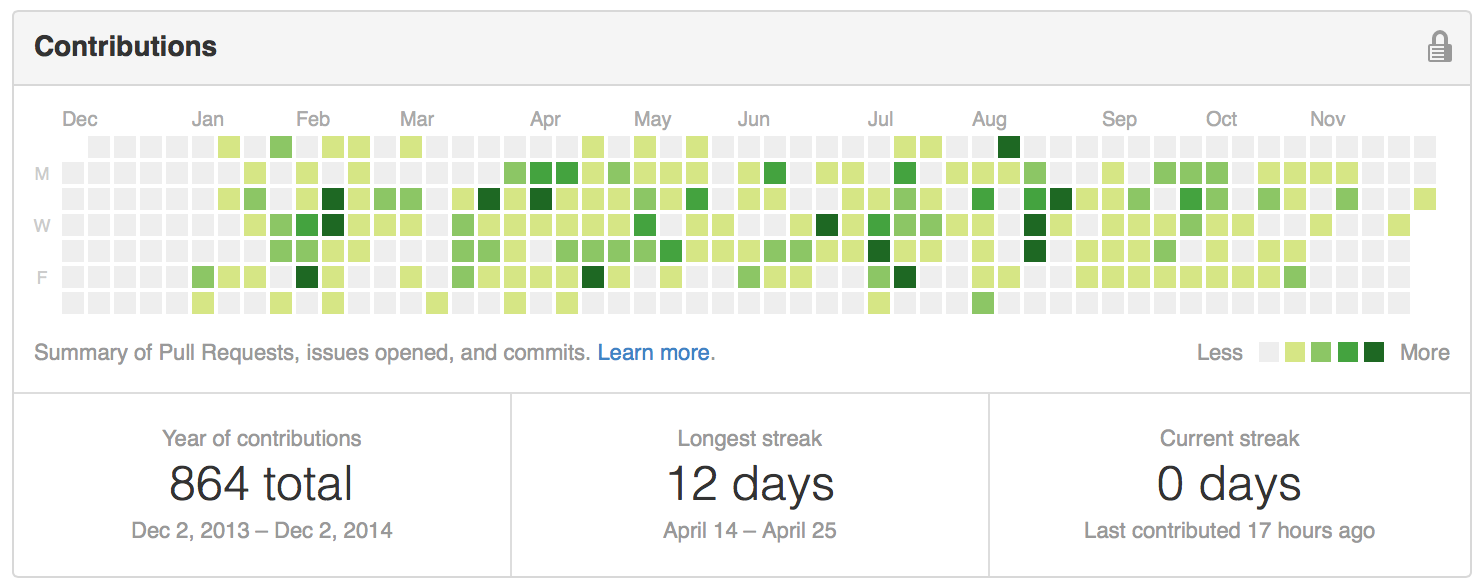 Contributions
Dec Jan Feb Mar Apr May Jun Jul Aug Sep Oct Nov
M
W
F
Summary of Pull Requests, issues opened, and commits. Learn more. Less More
Year of contributions Longest streak Current streak
864 total 12 days 0 days
Dec 2, 2013 – Dec 2, 2014 April 14 – April 25 Last contributed 17 hours ago